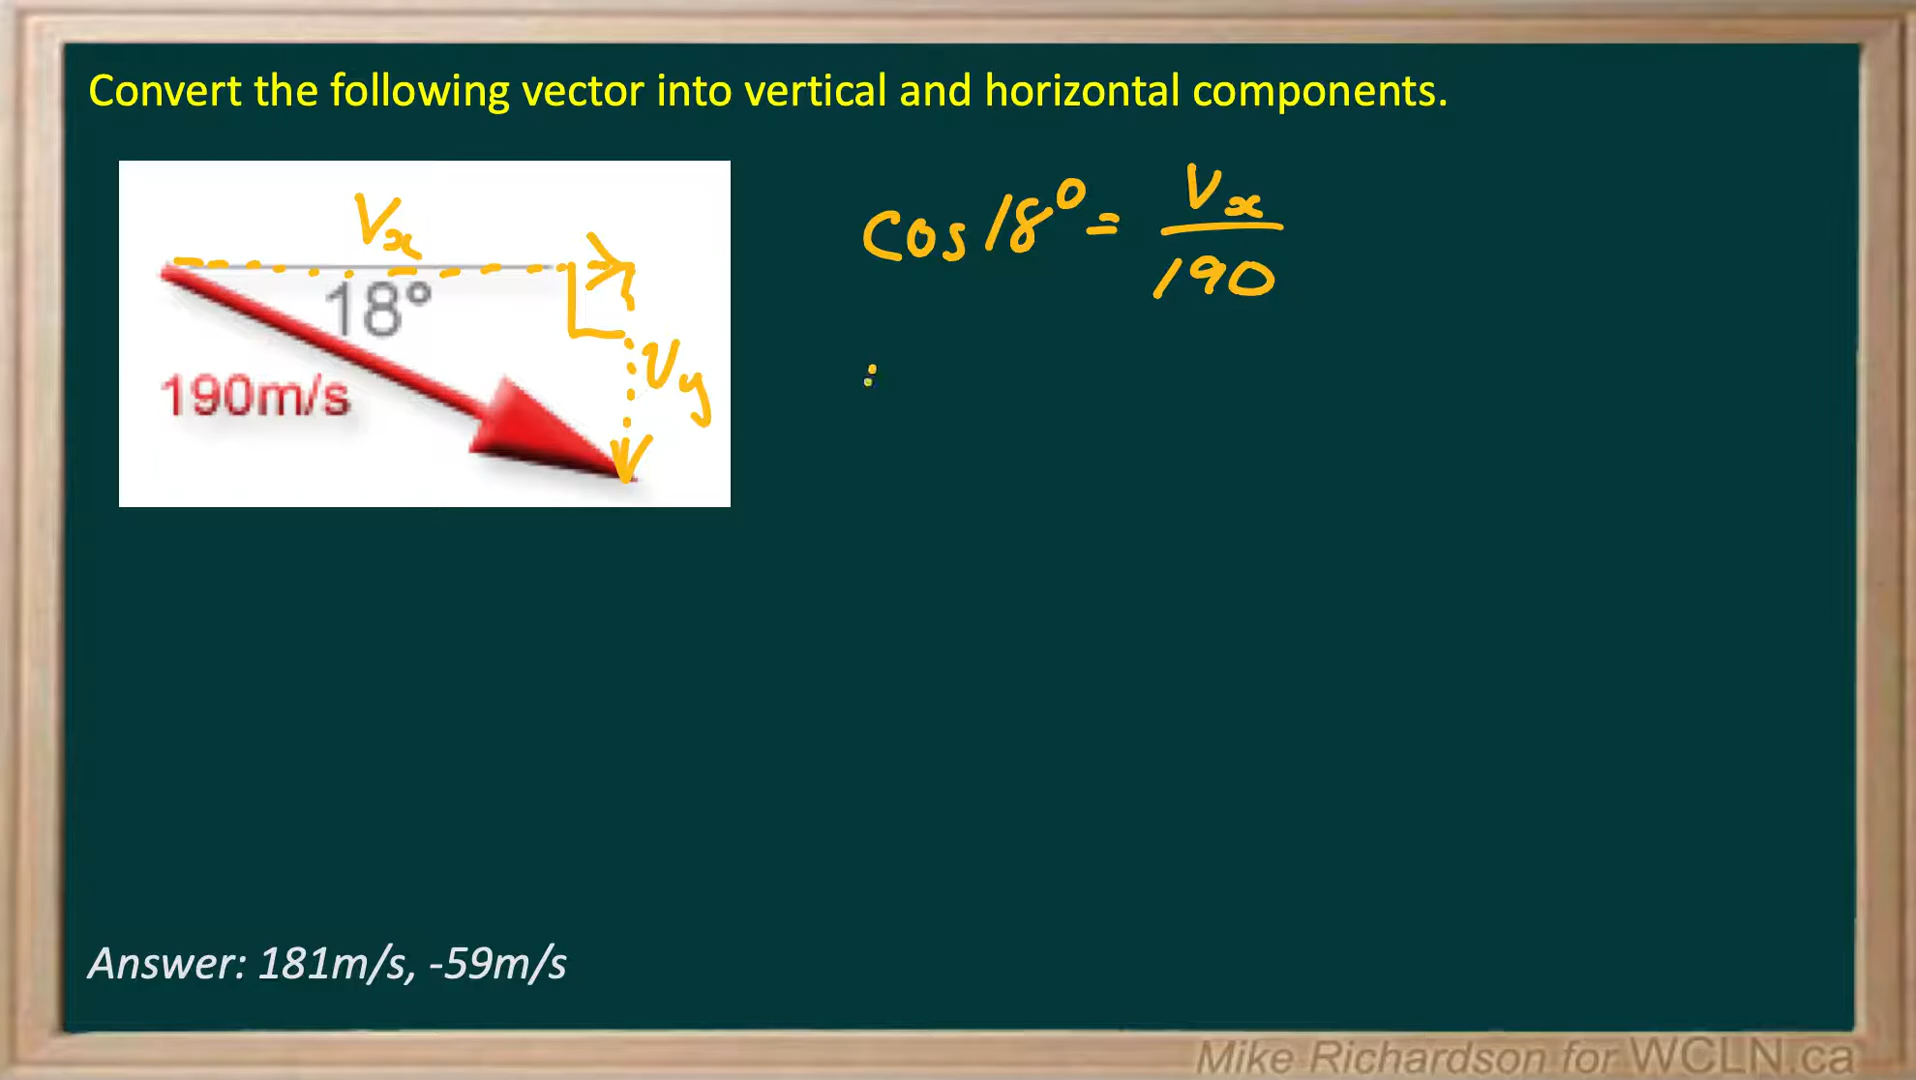 Convert the following vector into vertical and horizontal components.
Vx
18°
190m/s
Vy
cos 18° = Vx / 190
Answer: 181m/s, -59m/s
Mike Richardson for WCLN.ca